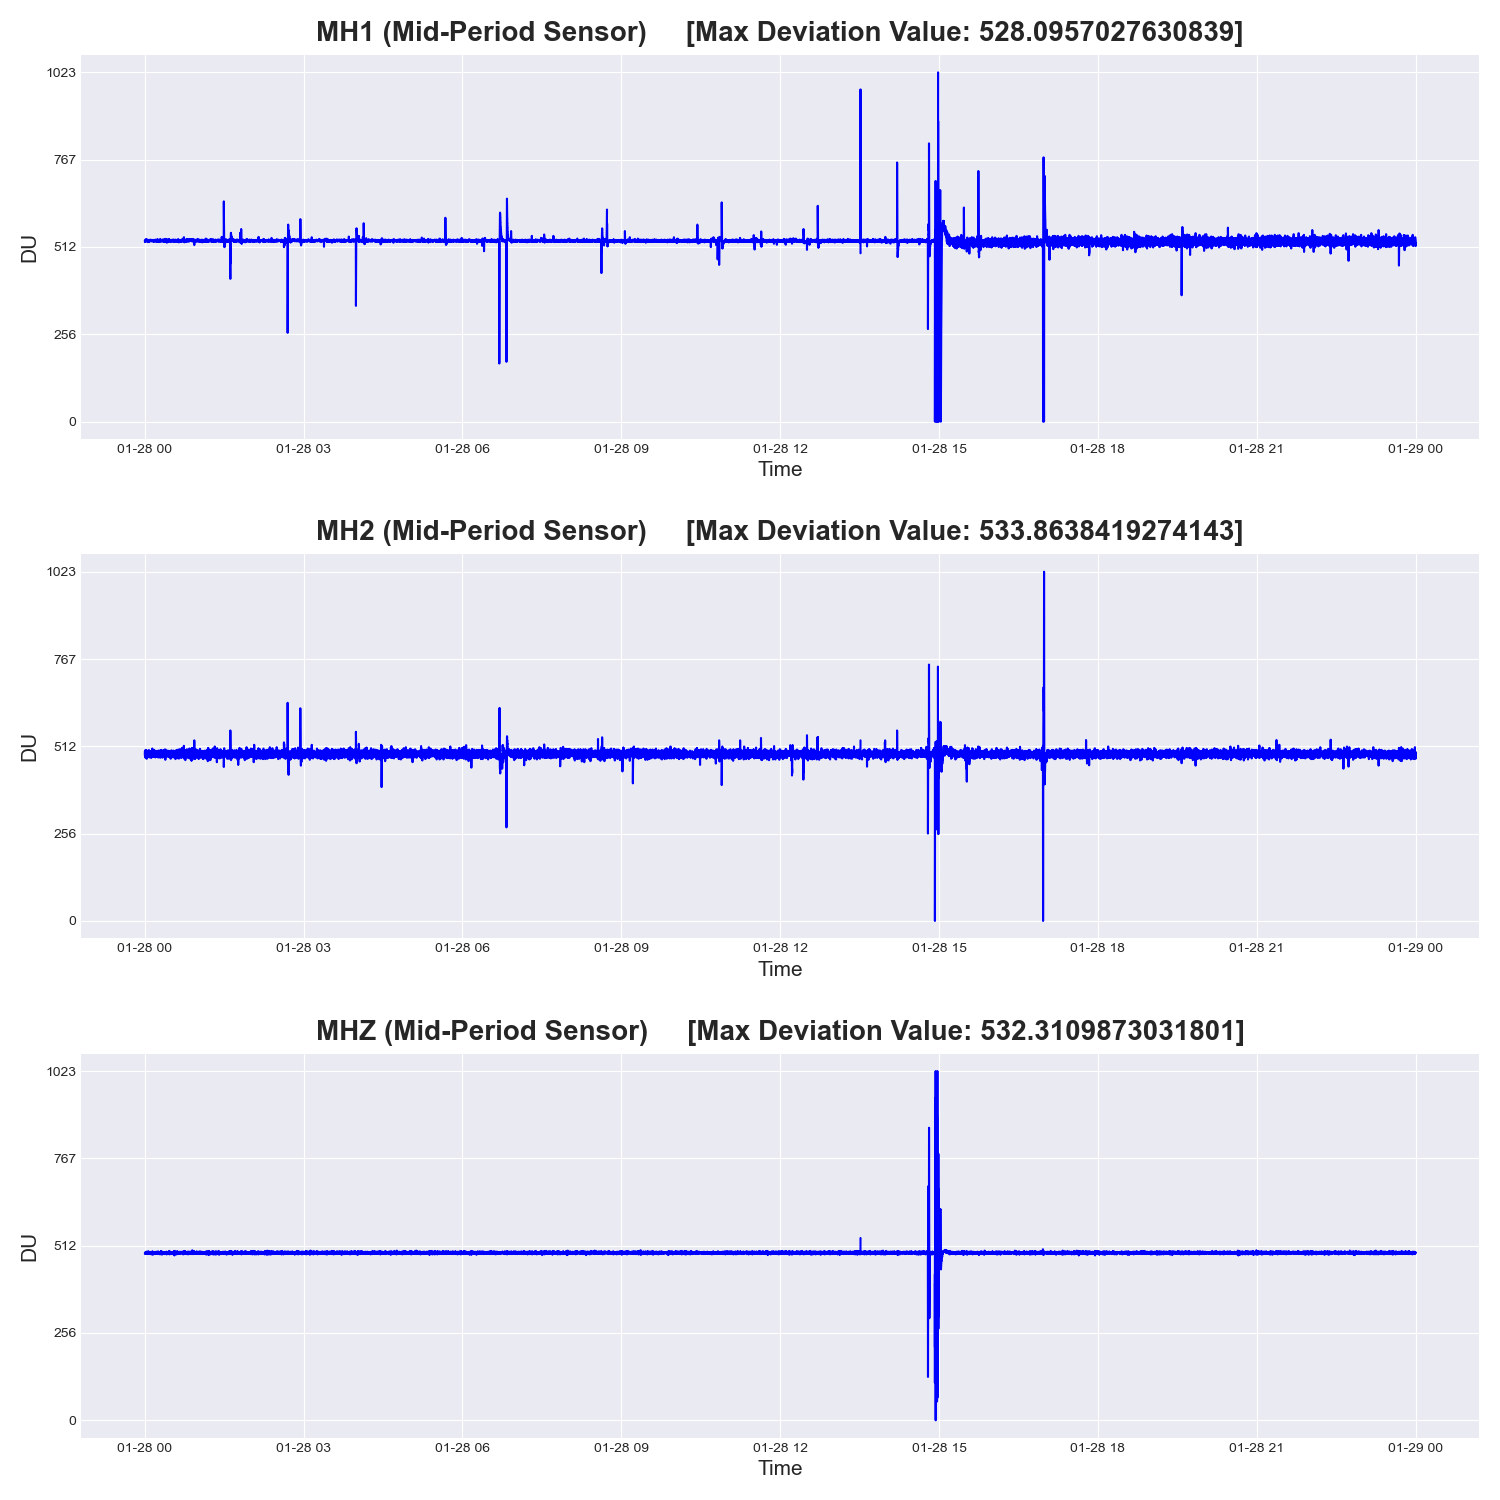 MH1 (Mid-Period Sensor) [Max Deviation Value: 528.0957027630839]
1023
767
512
256
0
DU
01-28 00 01-28 03 01-28 06 01-28 09 01-28 12 01-28 15 01-28 18 01-28 21 01-29 00
Time
MH2 (Mid-Period Sensor) [Max Deviation Value: 533.8638419274143]
1023
767
512
256
0
DU
01-28 00 01-28 03 01-28 06 01-28 09 01-28 12 01-28 15 01-28 18 01-28 21 01-29 00
Time
MHZ (Mid-Period Sensor) [Max Deviation Value: 532.3109873031801]
1023
767
512
256
0
DU
01-28 00 01-28 03 01-28 06 01-28 09 01-28 12 01-28 15 01-28 18 01-28 21 01-29 00
Time